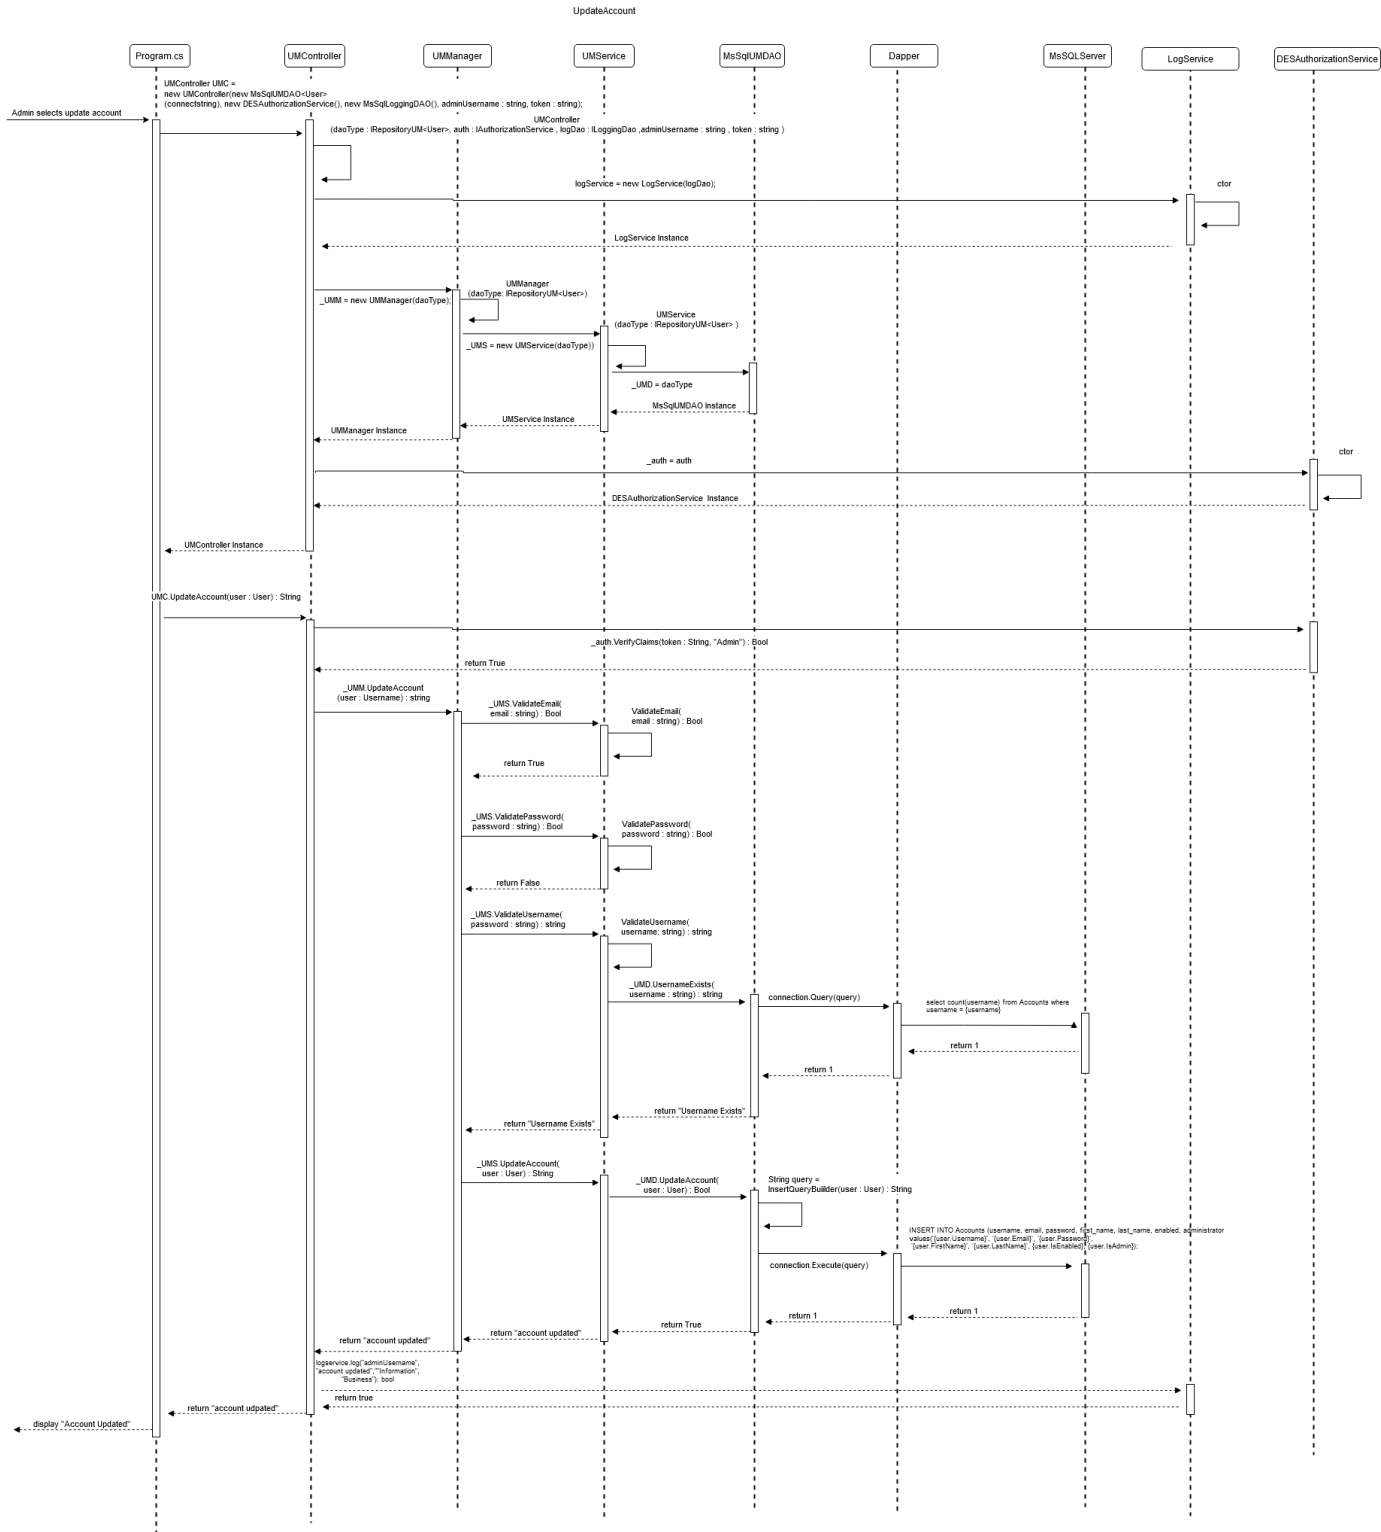 UpdateAccount
Program.cs
UMController
UMManager
UMService
MsSqlUMDAO
Dapper
MsSQLServer
LogService
DESAuthorizationService
UMController UMC =
new UMController(new MsSqlUMDAO<User>
(connectstring), new DESAuthorizationService(), new MsSqlLoggingDAO(), adminUsername : string, token : string);
Admin selects update account
UMController
(daoType : IRepositoryUM<User>, auth : IAuthorizationService , logDao : ILoggingDao ,adminUsername : string , token : string )
logService = new LogService(logDao);
ctor
LogService Instance
UMManager
(daoType: IRepositoryUM<User>)
_UMM = new UMManager(daoType);
UMService
(daoType : IRepositoryUM<User> )
_UMS = new UMService(daoType))
_UMD = daoType
MsSqlUMDAO Instance
UMService Instance
UMManager Instance
_auth = auth
ctor
DESAuthorizationService  Instance
UMController Instance
UMC.UpdateAccount(user : User) : String
_auth.VerifyClaims(token : String, "Admin") : Bool
return True
_UMM.UpdateAccount
(user : Username) : string
_UMS.ValidateEmail(
email : string) : Bool
ValidateEmail(
email : string) : Bool
return True
_UMS.ValidatePassword(
password : string) : Bool
ValidatePassword(
password : string) : Bool
return False
_UMS.ValidateUsername(
password : string) : string
ValidateUsername(
username: string) : string
_UMD.UsernameExists(
username : string) : string
connection.Query(query)
select count(username) from Accounts where
username = {username}
return 1
return 1
return "Username Exists"
return "Username Exists"
_UMS.UpdateAccount(
user : User) : String
_UMD.UpdateAccount(
user : User) : Bool
String query =
InsertQueryBuiilder(user : User) : String
INSERT INTO Accounts (username, email, password, first_name, last_name, enabled, administrator
values('{user.Username}', '{user.Email}', '{user.Password}',
'{user.FirstName}', '{user.LastName}', {user.IsEnabled}, {user.IsAdmin});
connection.Execute(query)
return 1
return 1
return True
return "account updated"
return "account updated"
logservice.log("adminUsername",
"account updated",""Information",
"Business"): bool
return true
return "account udpated"
display "Account Updated"